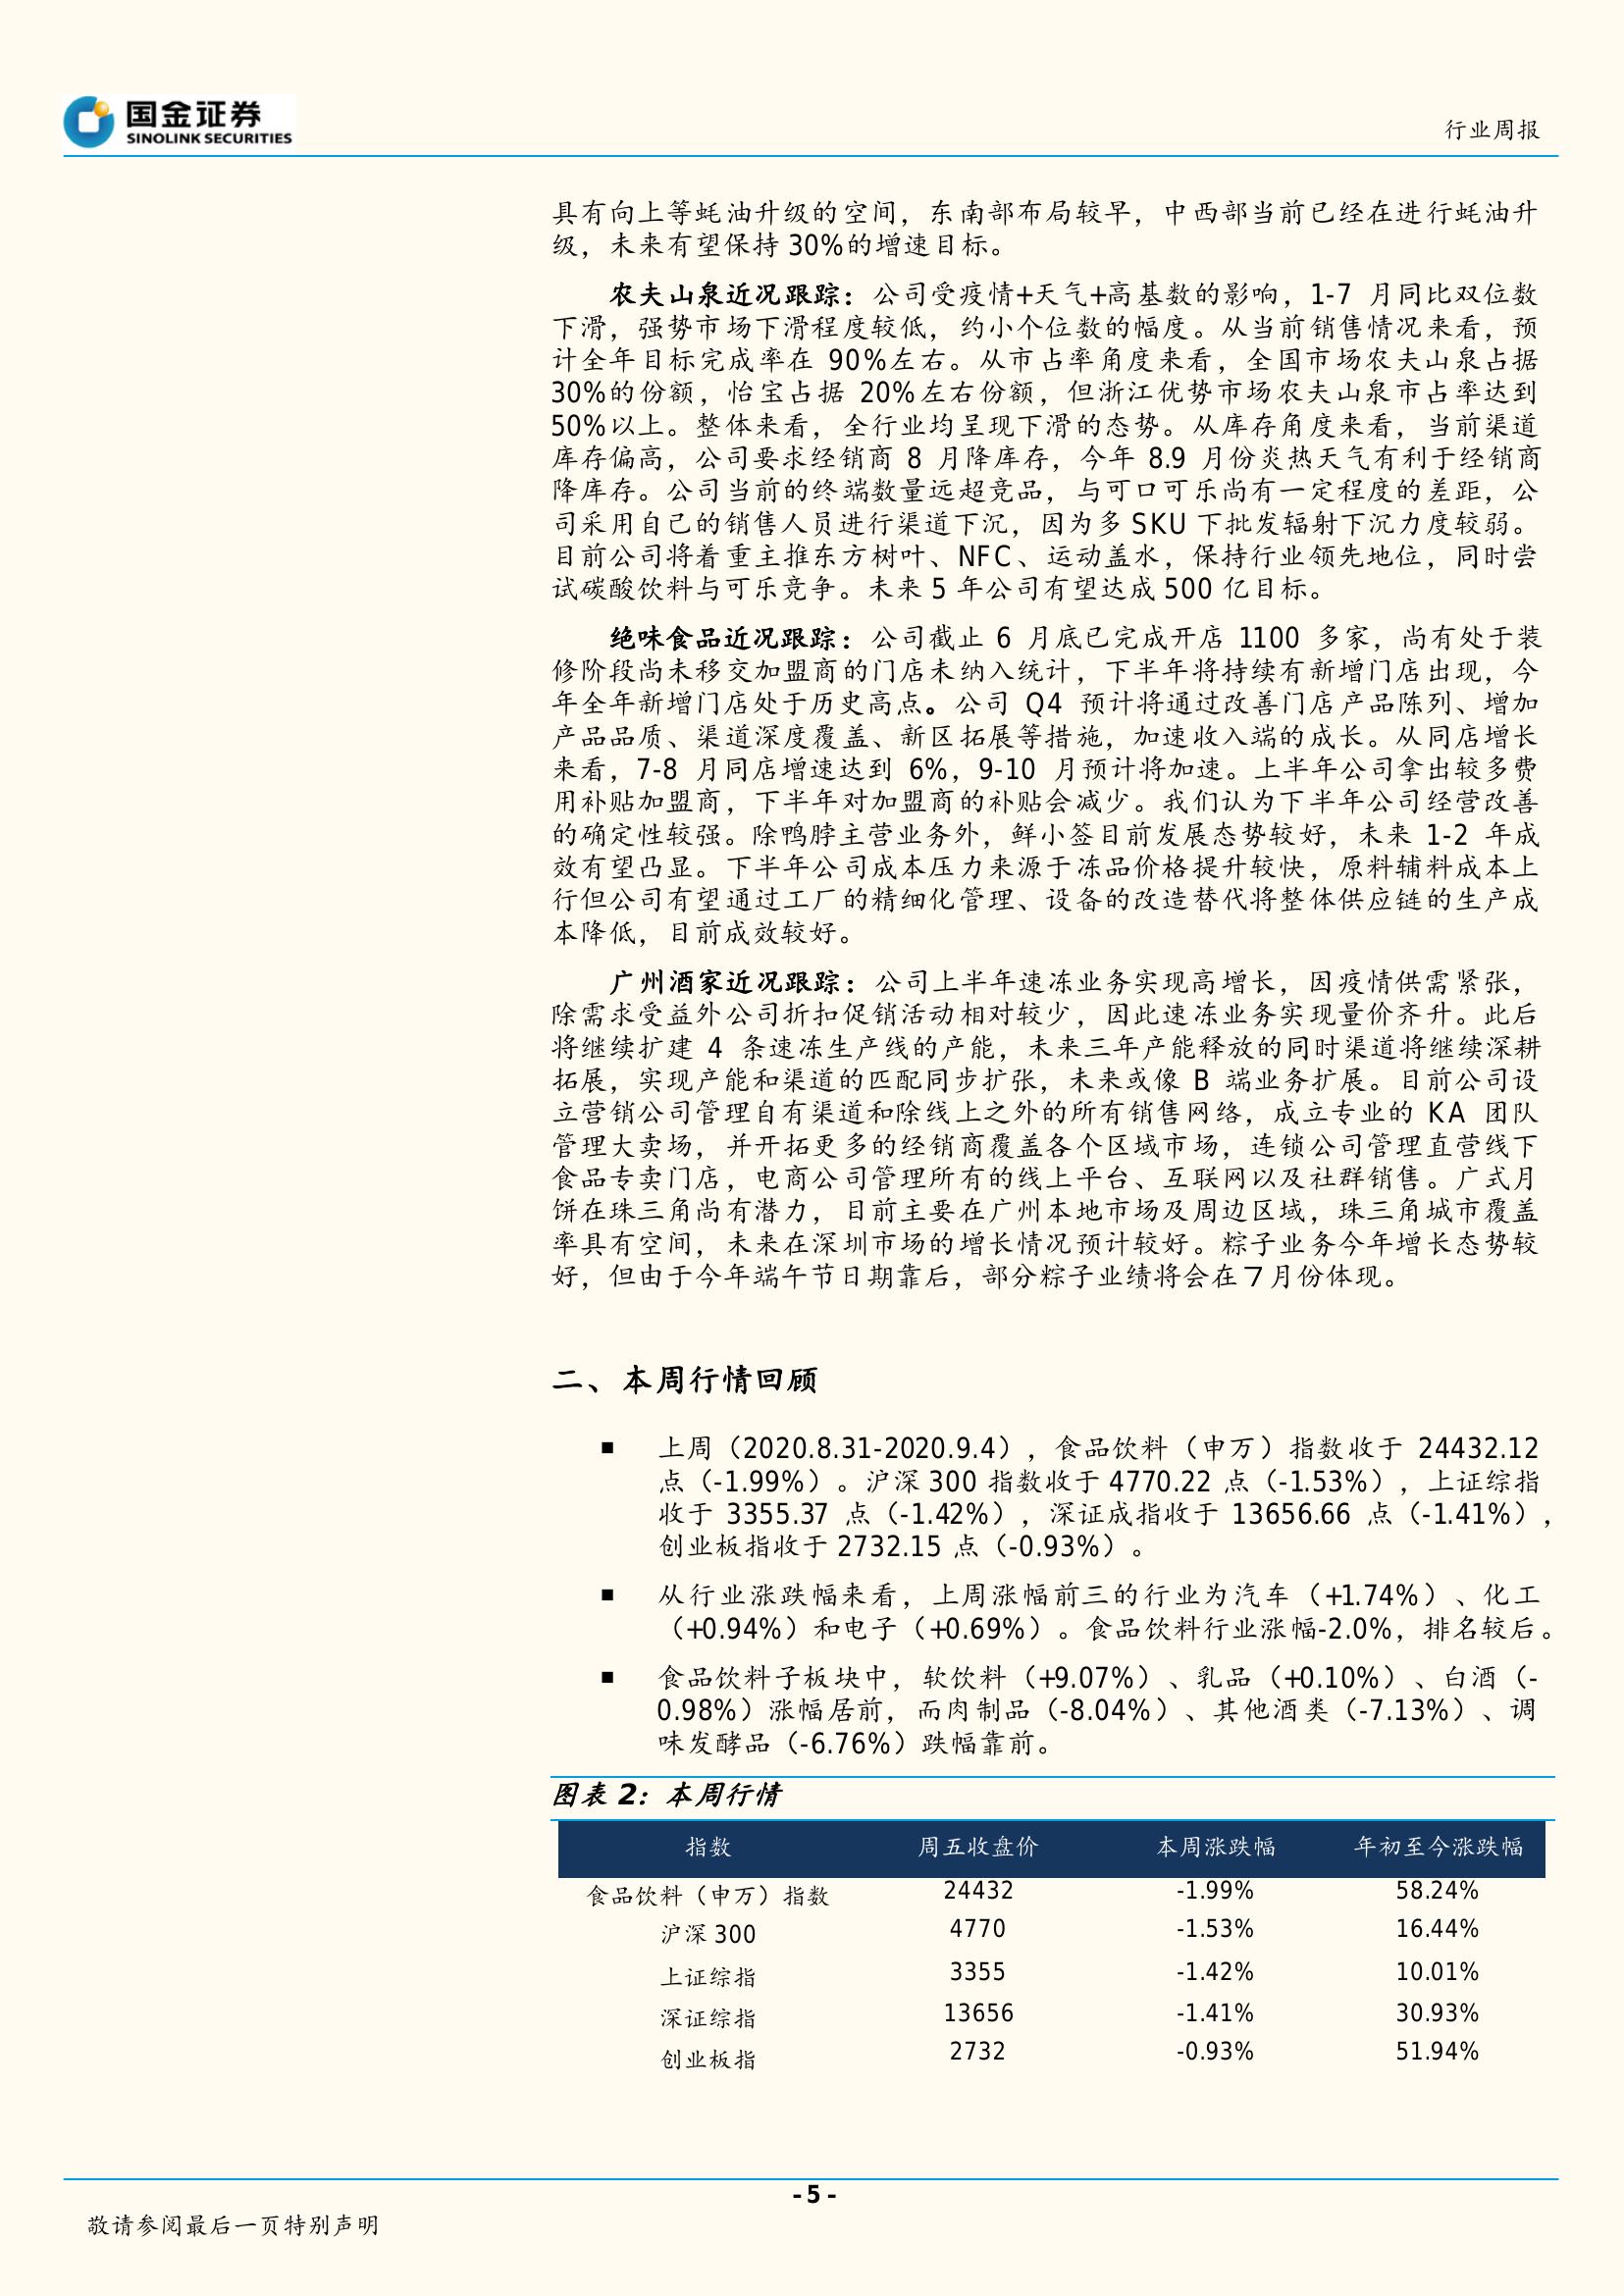 国金证券
SINOLINK SECURITIES
行业周报
具有向上等蚝油升级的空间，东南部布局较早，中西部当前已经在进行蚝油升
级，未来有望保持 30%的增速目标。
农夫山泉近况跟踪：公司受疫情+天气+高基数的影响，1-7 月同比双位数
下滑，强势市场下滑程度较低，约小个位数的幅度。从当前销售情况来看，预
计全年目标完成率在 90%左右。从市占率角度来看，全国市场农夫山泉占据
30%的份额，怡宝占据 20%左右份额，但浙江优势市场农夫山泉市占率达到
50%以上。整体来看，全行业均呈现下滑的态势。从库存角度来看，当前渠道
库存偏高，公司要求经销商 8 月降库存，今年 8.9 月份炎热天气有利于经销商
降库存。公司当前的终端数量远超竞品，与可口可乐尚有一定程度的差距，公
司采用自己的销售人员进行渠道下沉，因为多 SKU 下批发辐射下沉力度较弱。
目前公司将着重主推东方树叶、NFC、运动盖水，保持行业领先地位，同时尝
试碳酸饮料与可乐竞争。未来 5 年公司有望达成 500 亿目标。
绝味食品近况跟踪：公司截止 6 月底已完成开店 1100 多家，尚有处于装
修阶段尚未移交加盟商的门店未纳入统计，下半年将持续有新增门店出现，今
年全年新增门店处于历史高点。公司 Q4 预计将通过改善门店产品陈列、增加
产品品质、渠道深度覆盖、新区拓展等措施，加速收入端的成长。从同店增长
来看，7-8 月同店增速达到 6%，9-10 月预计将加速。上半年公司拿出较多费
用补贴加盟商，下半年对加盟商的补贴会减少。我们认为下半年公司经营改善
的确定性较强。除鸭脖主营业务外，鲜小签目前发展态势较好，未来 1-2 年成
效有望凸显。下半年公司成本压力来源于冻品价格提升较快，原料辅料成本上
行但公司有望通过工厂的精细化管理、设备的改造替代将整体供应链的生产成
本降低，目前成效较好。
广州酒家近况跟踪：公司上半年速冻业务实现高增长，因疫情供需紧张，
除需求受益外公司折扣促销活动相对较少，因此速冻业务实现量价齐升。此后
将继续扩建 4 条速冻生产线的产能，未来三年产能释放的同时渠道将继续深耕
拓展，实现产能和渠道的匹配同步扩张，未来或像 B 端业务扩展。目前公司设
立营销公司管理自有渠道和除线上之外的所有销售网络，成立专业的 KA 团队
管理大卖场，并开拓更多的经销商覆盖各个区域市场，连锁公司管理直营线下
食品专卖门店，电商公司管理所有的线上平台、互联网以及社群销售。广式月
饼在珠三角尚有潜力，目前主要在广州本地市场及周边区域，珠三角城市覆盖
率具有空间，未来在深圳市场的增长情况预计较好。粽子业务今年增长态势较
好，但由于今年端午节日期靠后，部分粽子业绩将会在 7 月份体现。
二、本周行情回顾
■ 上周（2020.8.31-2020.9.4），食品饮料（申万）指数收于 24432.12
点（-1.99%）。沪深 300 指数收于 4770.22 点（-1.53%），上证综指
收于 3355.37 点（-1.42%），深证成指收于 13656.66 点（-1.41%），
创业板指收于 2732.15 点（-0.93%）。
■ 从行业涨跌幅来看，上周涨幅前三的行业为汽车（+1.74%）、化工
（+0.94%）和电子（+0.69%）。食品饮料行业涨幅-2.0%，排名较后。
■ 食品饮料子板块中，软饮料（+9.07%）、乳品（+0.10%）、白酒（-
0.98%）涨幅居前，而肉制品（-8.04%）、其他酒类（-7.13%）、调
味发酵品（-6.76%）跌幅靠前。
图表 2：本周行情
指数 周五收盘价 本周涨跌幅 年初至今涨跌幅
食品饮料（申万）指数 24432 -1.99% 58.24%
沪深 300 4770 -1.53% 16.44%
上证综指 3355 -1.42% 10.01%
深证综指 13656 -1.41% 30.93%
创业板指 2732 -0.93% 51.94%
- 5 -
敬请参阅最后一页特别声明